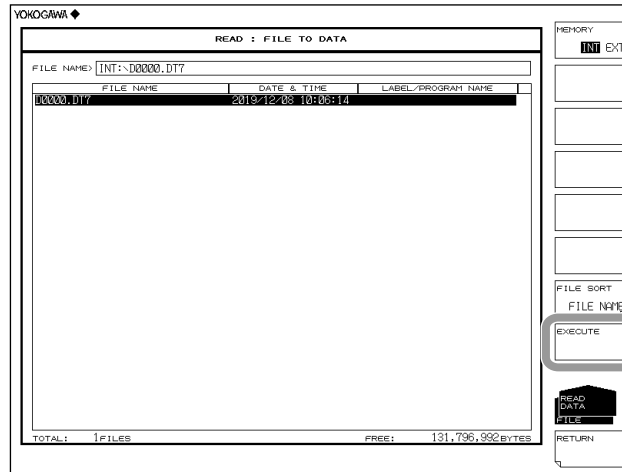 YOKOGAWA
READ : FILE TO DATA
FILE NAME> INT:\D0000.DT7
FILE NAME DATE & TIME LABEL/PROGRAM NAME
D0000.DT7 2019/12/08 10:06:14
TOTAL: 1FILES FREE: 131,796,992BYTES
MEMORY
INT EXT
FILE SORT
FILE NAME
EXECUTE
READ
DATA
FILE
RETURN